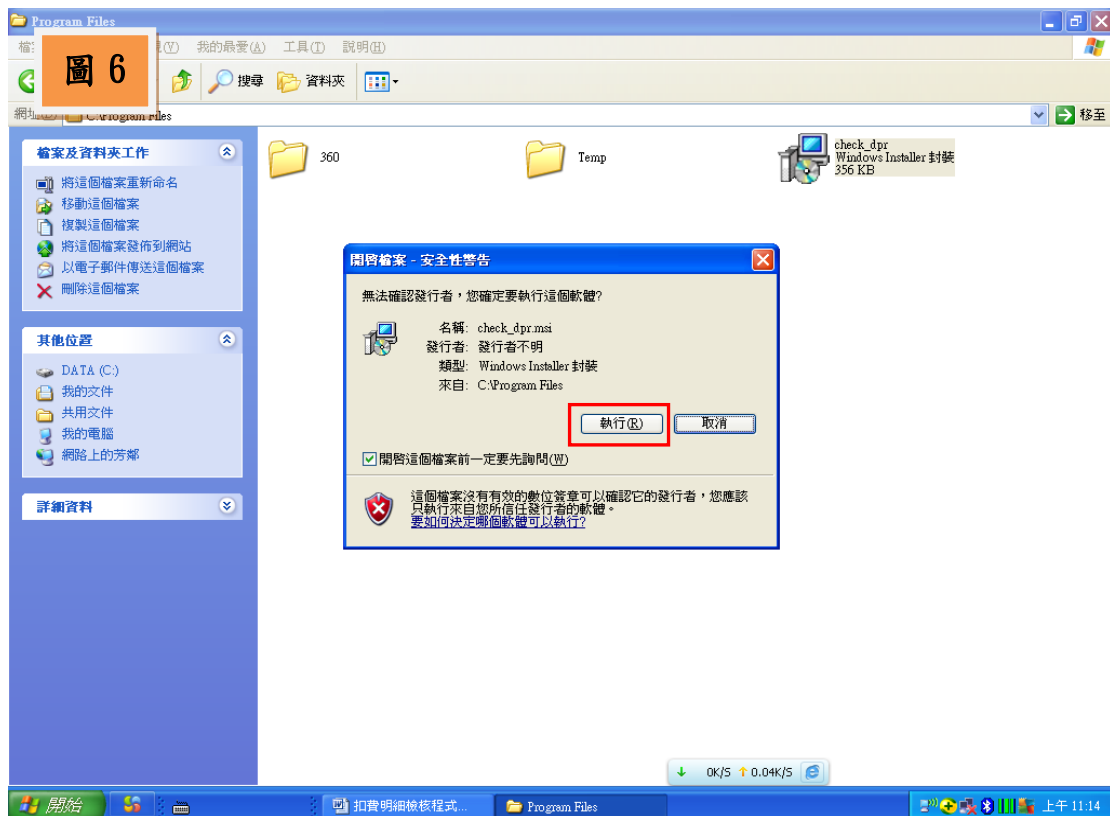 Program Files
圖 6
(V) 我的最愛(A) 工具(T) 說明(H)
搜尋 資料夾
C:\Program Files 移至
檔案及資料夾工作
將這個檔案重新命名
移動這個檔案
複製這個檔案
將這個檔案發佈到網站
以電子郵件傳送這個檔案
刪除這個檔案
其他位置
DATA (C:)
我的文件
共用文件
我的電腦
網路上的芳鄰
詳細資料
360
Temp
check_dpr
Windows Installer 封裝
356 KB
開啓檔案 - 安全性警告
無法確認發行者，您確定要執行這個軟體?
名稱: check_dpr.msi
發行者: 發行者不明
類型: Windows Installer 封裝
來自: C:\Program Files
執行(R) 取消
開啓這個檔案前一定要先詢問(W)
這個檔案沒有有效的數位簽章可以確認它的發行者，您應該
只執行來自您所信任發行者的軟體。
要如何決定哪個軟體可以執行?
0K/S 0.04K/S
開始 扣費明細檢核程式... Program Files 上午 11:14